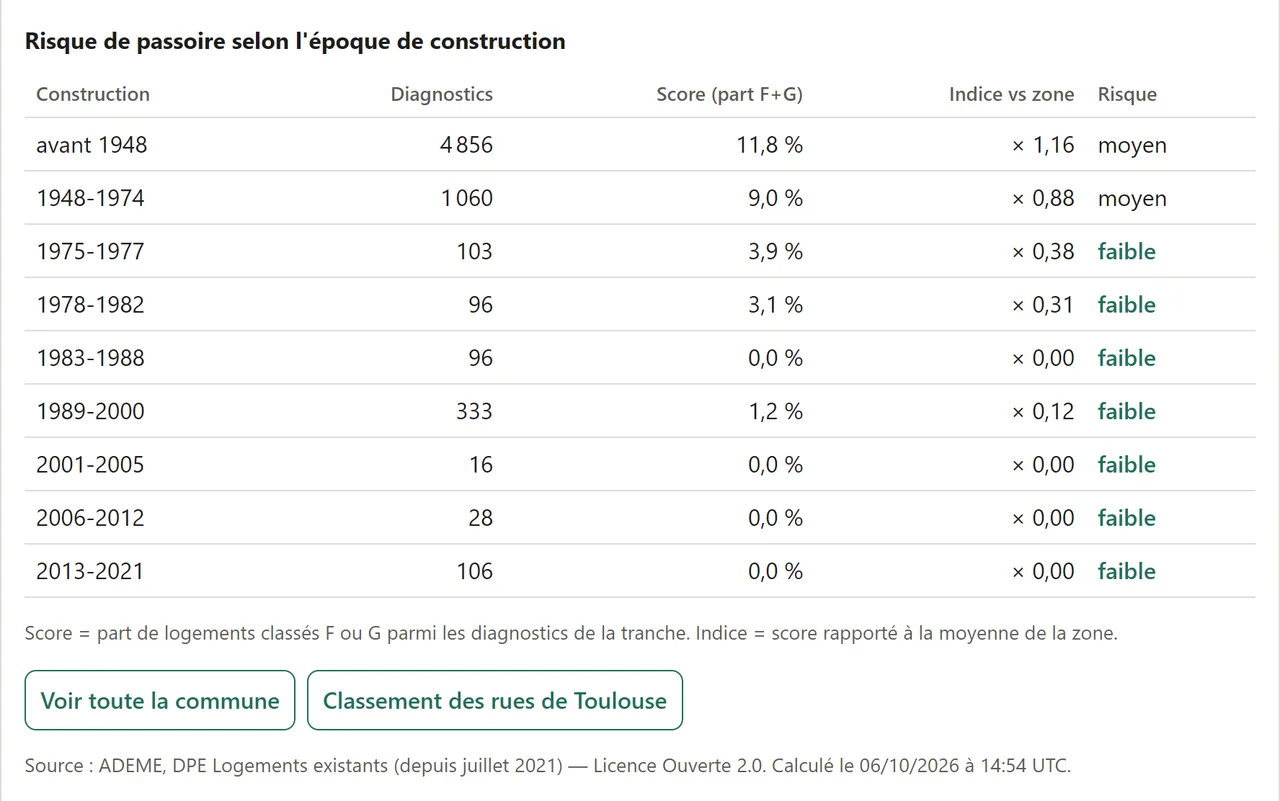 Risque de passoire selon l'époque de construction
Construction Diagnostics Score (part F+G) Indice vs zone Risque
avant 1948 4 856 11,8 % × 1,16 moyen
1948-1974 1 060 9,0 % × 0,88 moyen
1975-1977 103 3,9 % × 0,38 faible
1978-1982 96 3,1 % × 0,31 faible
1983-1988 96 0,0 % × 0,00 faible
1989-2000 333 1,2 % × 0,12 faible
2001-2005 16 0,0 % × 0,00 faible
2006-2012 28 0,0 % × 0,00 faible
2013-2021 106 0,0 % × 0,00 faible
Score = part de logements classés F ou G parmi les diagnostics de la tranche. Indice = score rapporté à la moyenne de la zone.
Voir toute la commune Classement des rues de Toulouse
Source : ADEME, DPE Logements existants (depuis juillet 2021) — Licence Ouverte 2.0. Calculé le 06/10/2026 à 14:54 UTC.